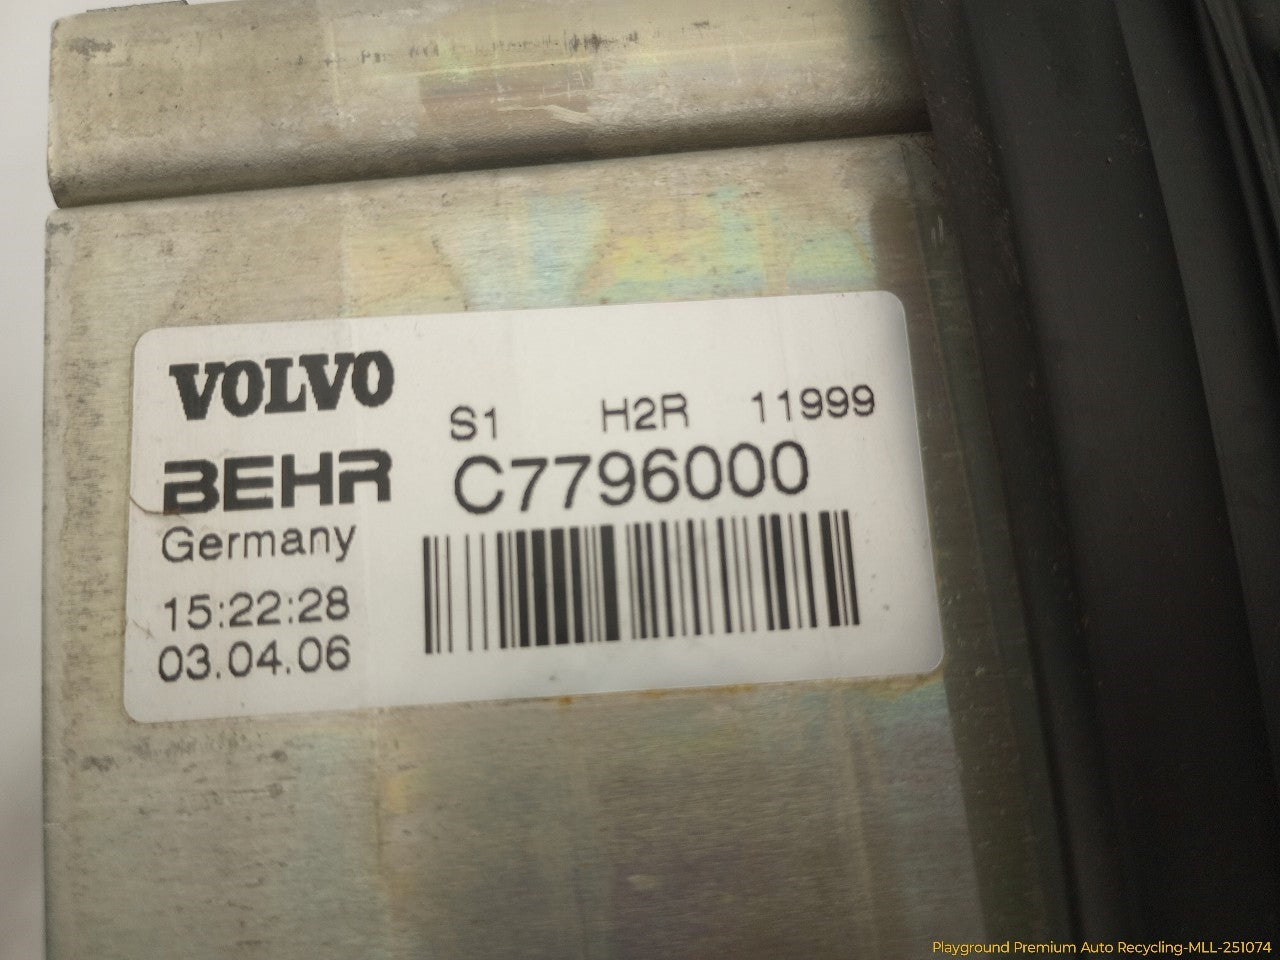 VOLVO
S1 H2R 11999
BEHR C7796000
Germany
15:22:28
03.04.06
Playground Premium Auto Recycling-MLL-251074